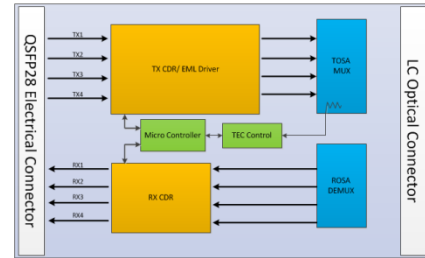 QSFP28 Electrical Connector
TX1
TX2
TX3
TX4
TX CDR/ EML Driver
TOSA
MUX
LC Optical Connector
Micro Controller
TEC Control
RX1
RX2
RX3
RX4
RX CDR
ROSA
DEMUX